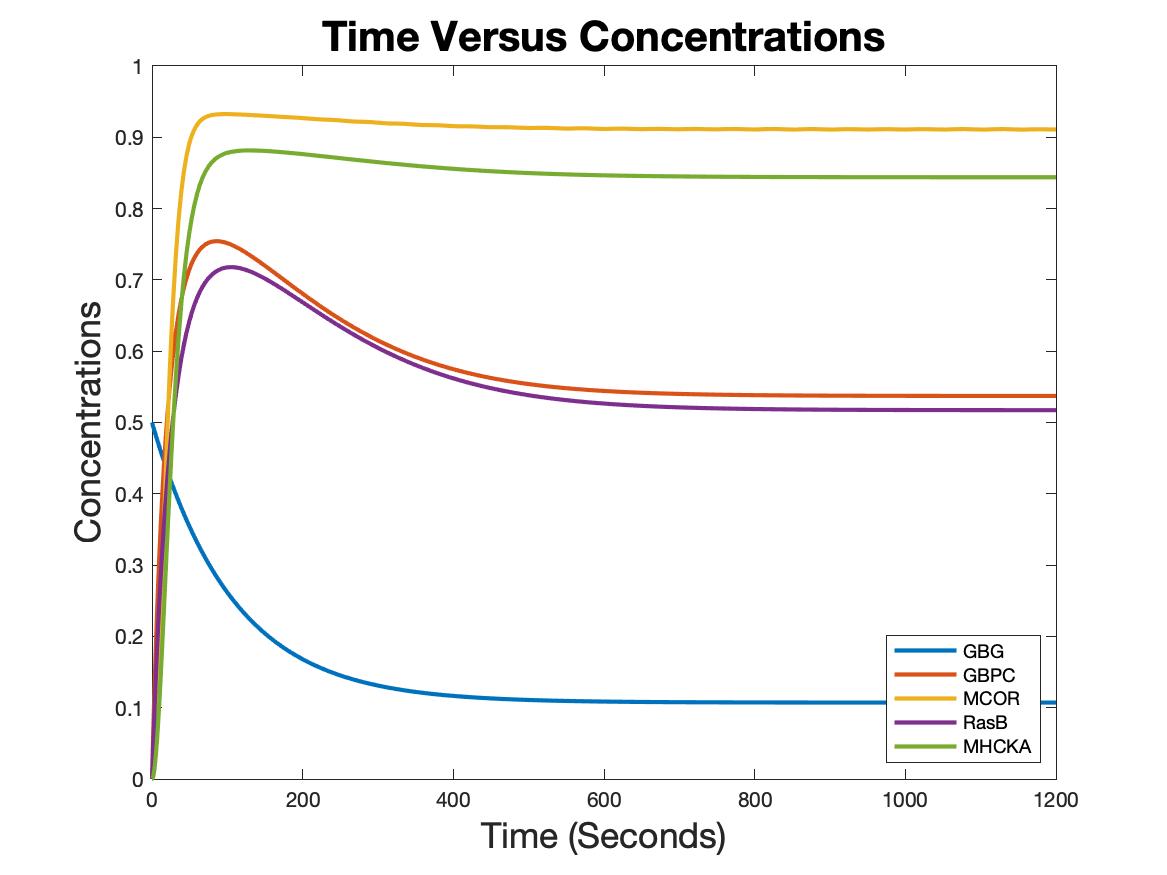 Time Versus Concentrations
Concentrations
1
0.9
0.8
0.7
0.6
0.5
0.4
0.3
0.2
0.1
0
0 200 400 600 800 1000 1200
Time (Seconds)
GBG
GBPC
MCOR
RasB
MHCKA